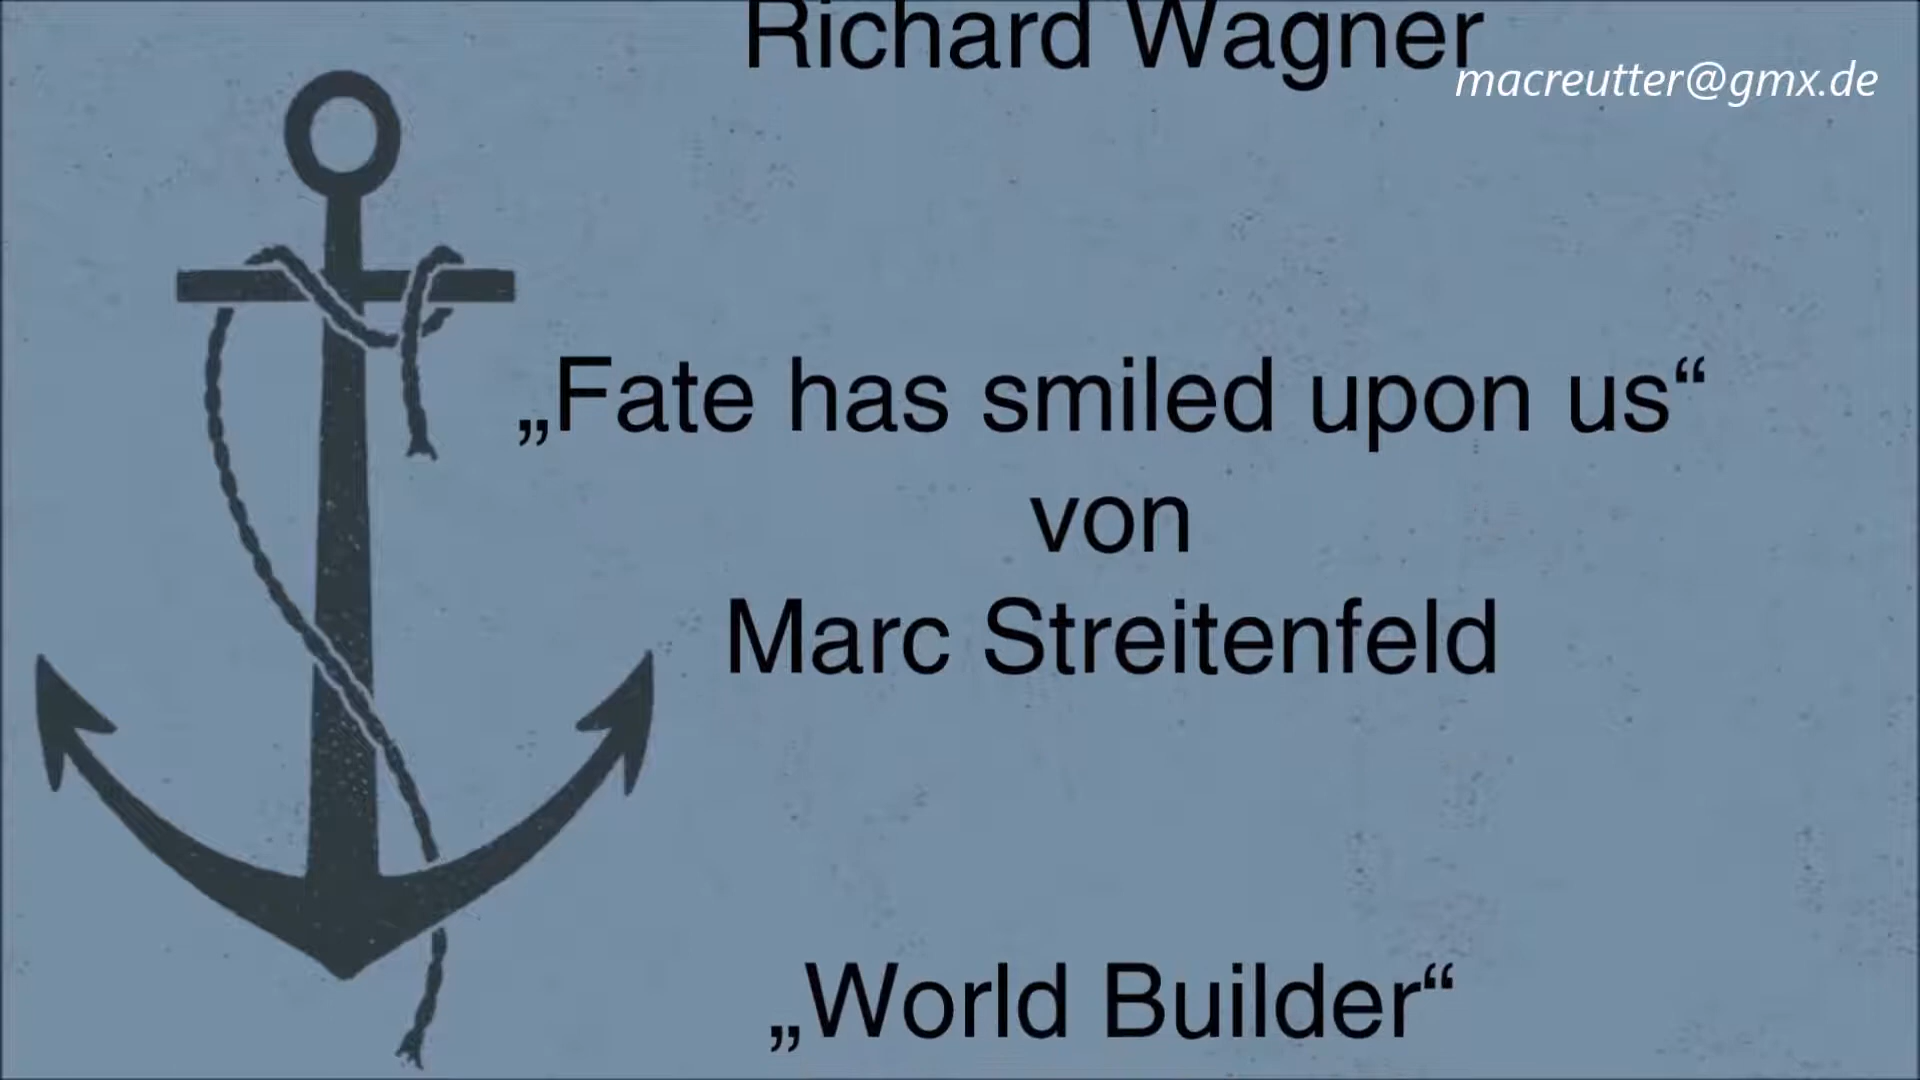 Richard Wagner
macreutter@gmx.de
„Fate has smiled upon us“
von
Marc Streitenfeld
„World Builder“